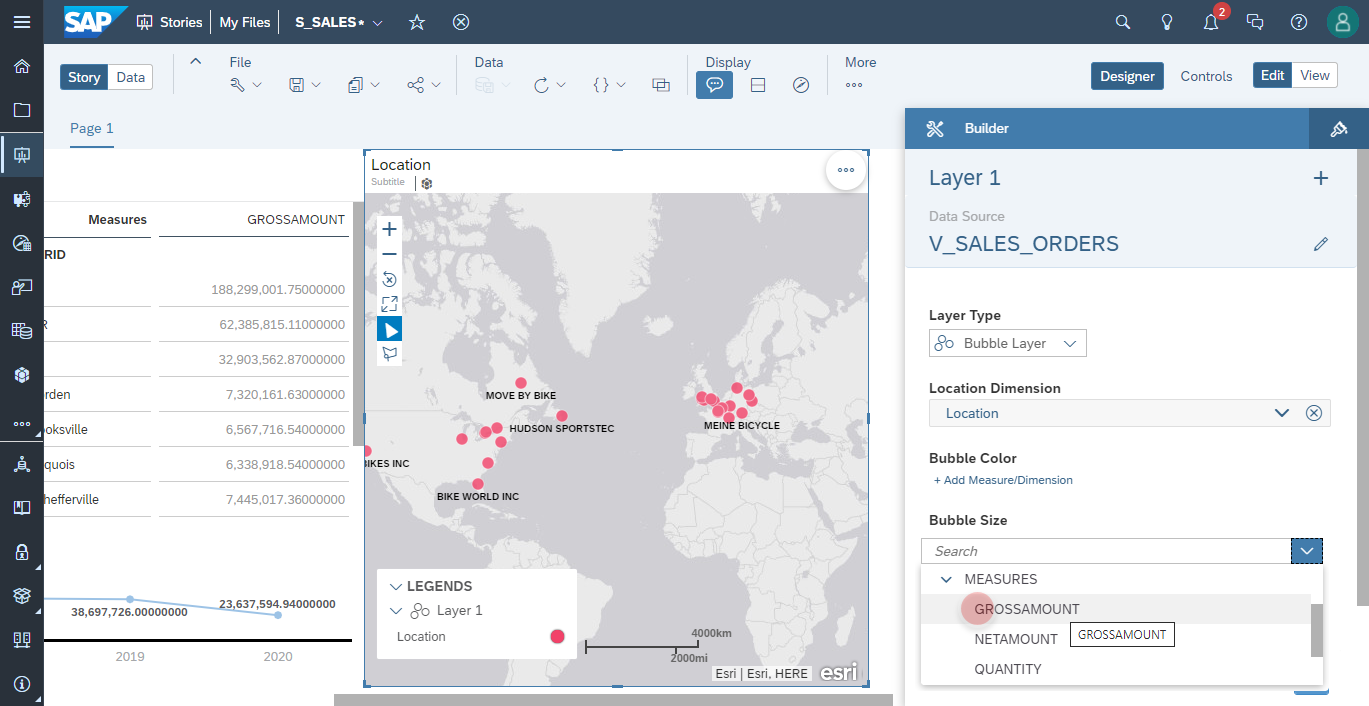 SAP Stories My Files S_SALES* 2
File Data Display More
Story Data Designer Controls Edit View
Page 1
Builder
Layer 1
Data Source
V_SALES_ORDERS
Layer Type
Bubble Layer
Location Dimension
Location
Bubble Color
+ Add Measure/Dimension
Bubble Size
Search
MEASURES
GROSSAMOUNT
NETAMOUNT
GROSSAMOUNT
QUANTITY
Location
Subtitle
MOVE BY BIKE
HUDSON SPORTSTEC
MEINE BICYCLE
BIKES INC
BIKE WORLD INC
LEGENDS
Layer 1
Location
4000km
2000mi
Esri | Esri, HERE esri
Measures GROSSAMOUNT
RID
188,299,001.75000000
R 62,385,815.11000000
32,903,562.87000000
rden 7,320,161.63000000
oksville 6,567,716.54000000
quois 6,338,918.54000000
hefferville 7,445,017.36000000
38,697,726.00000000 23,637,594.94000000
2019 2020